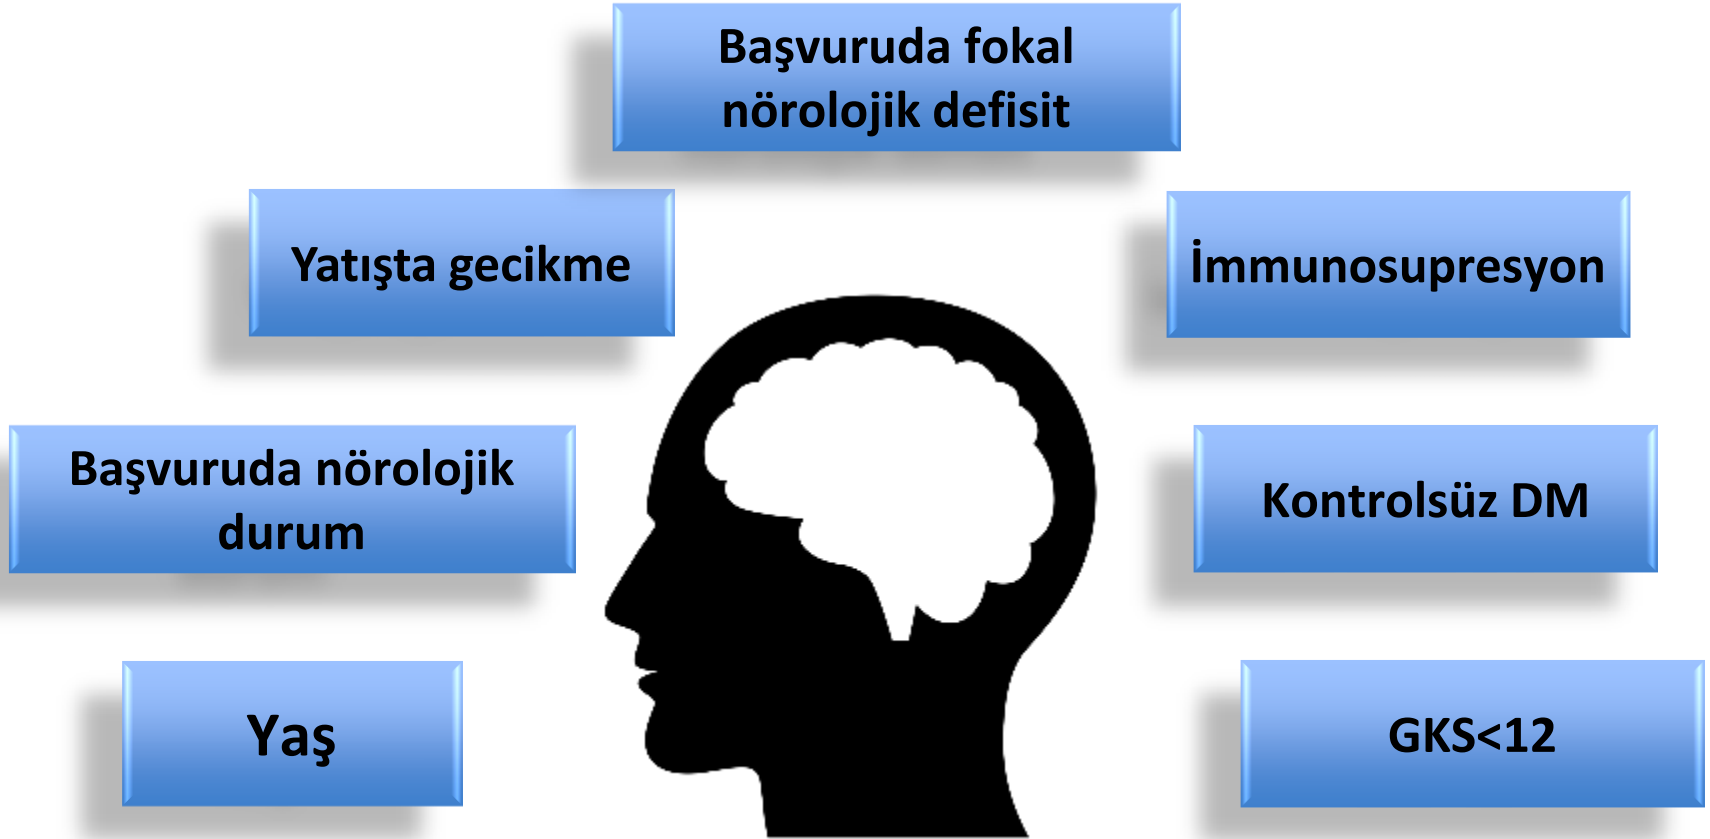 Başvuruda fokal
nörolojik defisit
Yatışta gecikme
İmmunosupresyon
Başvuruda nörolojik
durum
Kontrolsüz DM
Yaş
GKS<12